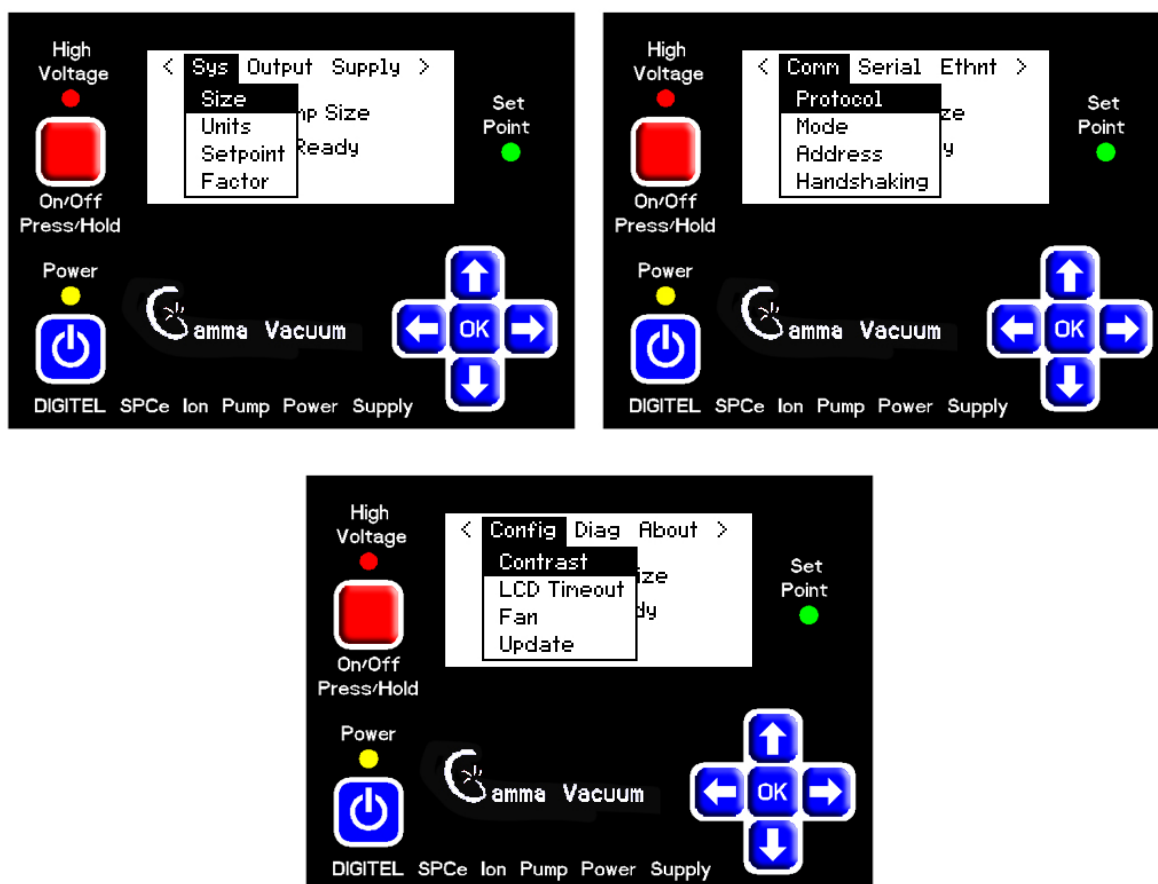 High
Voltage
< Sys Output Supply >
Size
Units
Setpoint
Factor
mp Size
Ready
Set
Point
On/Off
Press/Hold
Power
Gamma Vacuum
OK
DIGITEL SPCe Ion Pump Power Supply
High
Voltage
< Comm Serial Ethnt >
Protocol
Mode
Address
Handshaking
ze
y
Set
Point
On/Off
Press/Hold
Power
Gamma Vacuum
OK
DIGITEL SPCe Ion Pump Power Supply
High
Voltage
< Config Diag About >
Contrast
LCD Timeout
Fan
Update
ize
dy
Set
Point
On/Off
Press/Hold
Power
Gamma Vacuum
OK
DIGITEL SPCe Ion Pump Power Supply